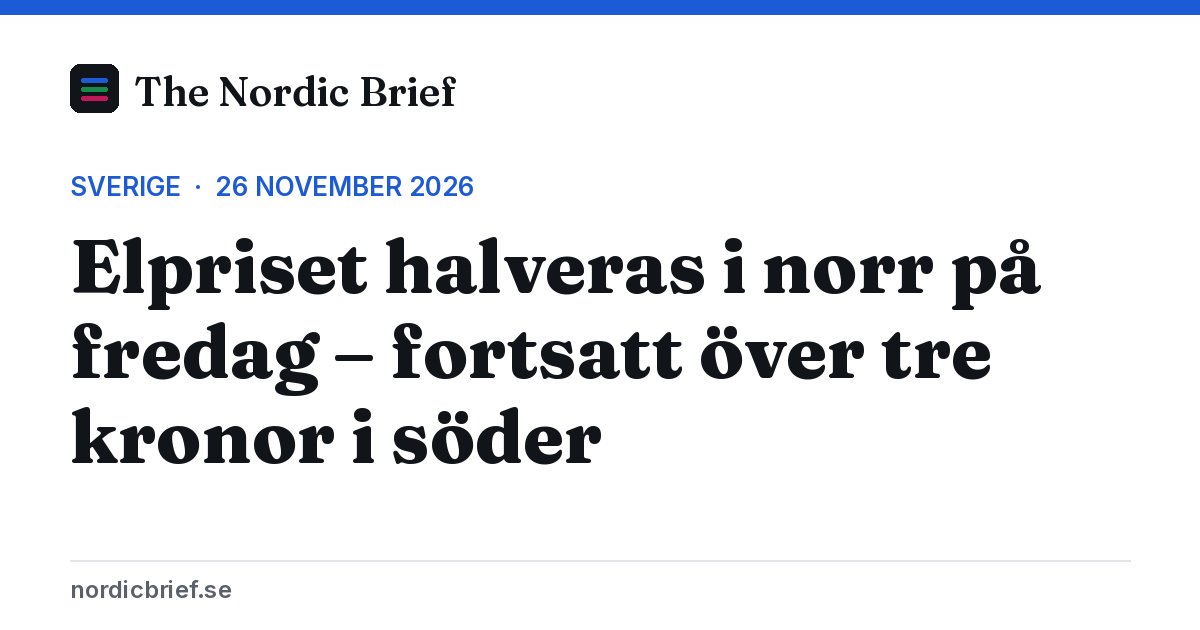 The Nordic Brief
SVERIGE · 26 NOVEMBER 2026
Elpriset halveras i norr på
fredag – fortsatt över tre
kronor i söder
nordicbrief.se